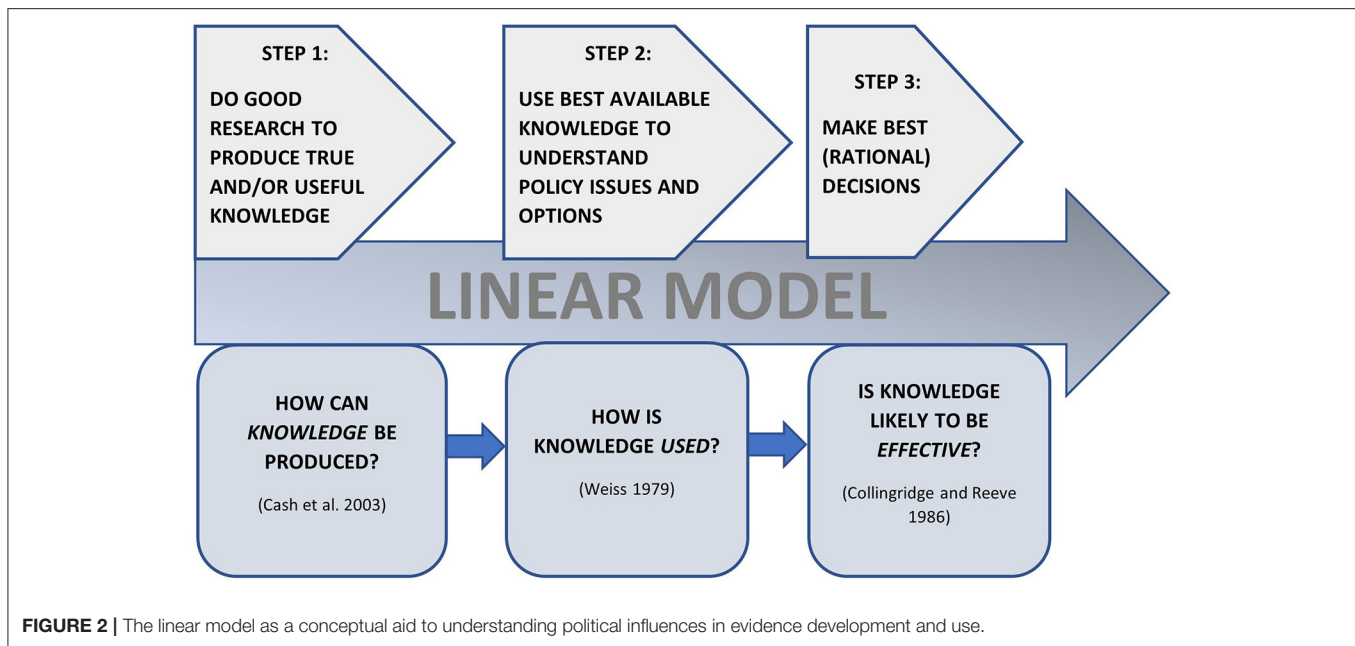 STEP 1:
DO GOOD
RESEARCH TO
PRODUCE TRUE
AND/OR USEFUL
KNOWLEDGE
STEP 2:
USE BEST AVAILABLE
KNOWLEDGE TO
UNDERSTAND
POLICY ISSUES AND
OPTIONS
STEP 3:
MAKE BEST
(RATIONAL)
DECISIONS
LINEAR MODEL
HOW CAN
KNOWLEDGE BE
PRODUCED?
(Cash et al. 2003)
HOW IS
KNOWLEDGE USED?
(Weiss 1979)
IS KNOWLEDGE
LIKELY TO BE
EFFECTIVE?
(Collingridge and Reeve
1986)
FIGURE 2 | The linear model as a conceptual aid to understanding political influences in evidence development and use.